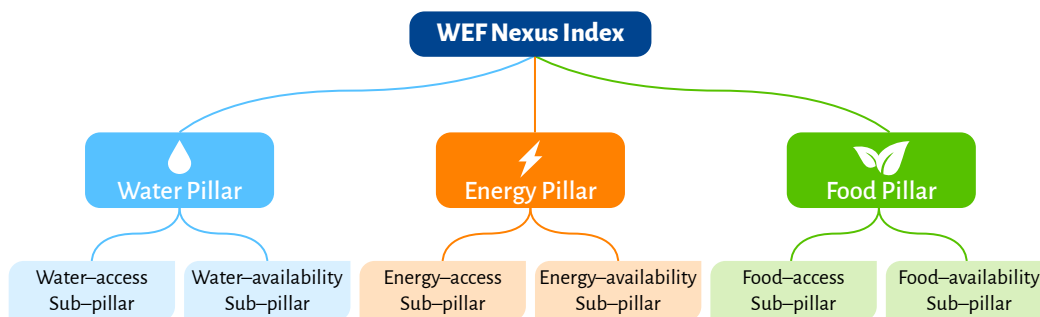 WEF Nexus Index
Water Pillar
Energy Pillar
Food Pillar
Water–access
Sub–pillar
Water–availability
Sub–pillar
Energy–access
Sub–pillar
Energy–availability
Sub–pillar
Food–access
Sub–pillar
Food–availability
Sub–pillar